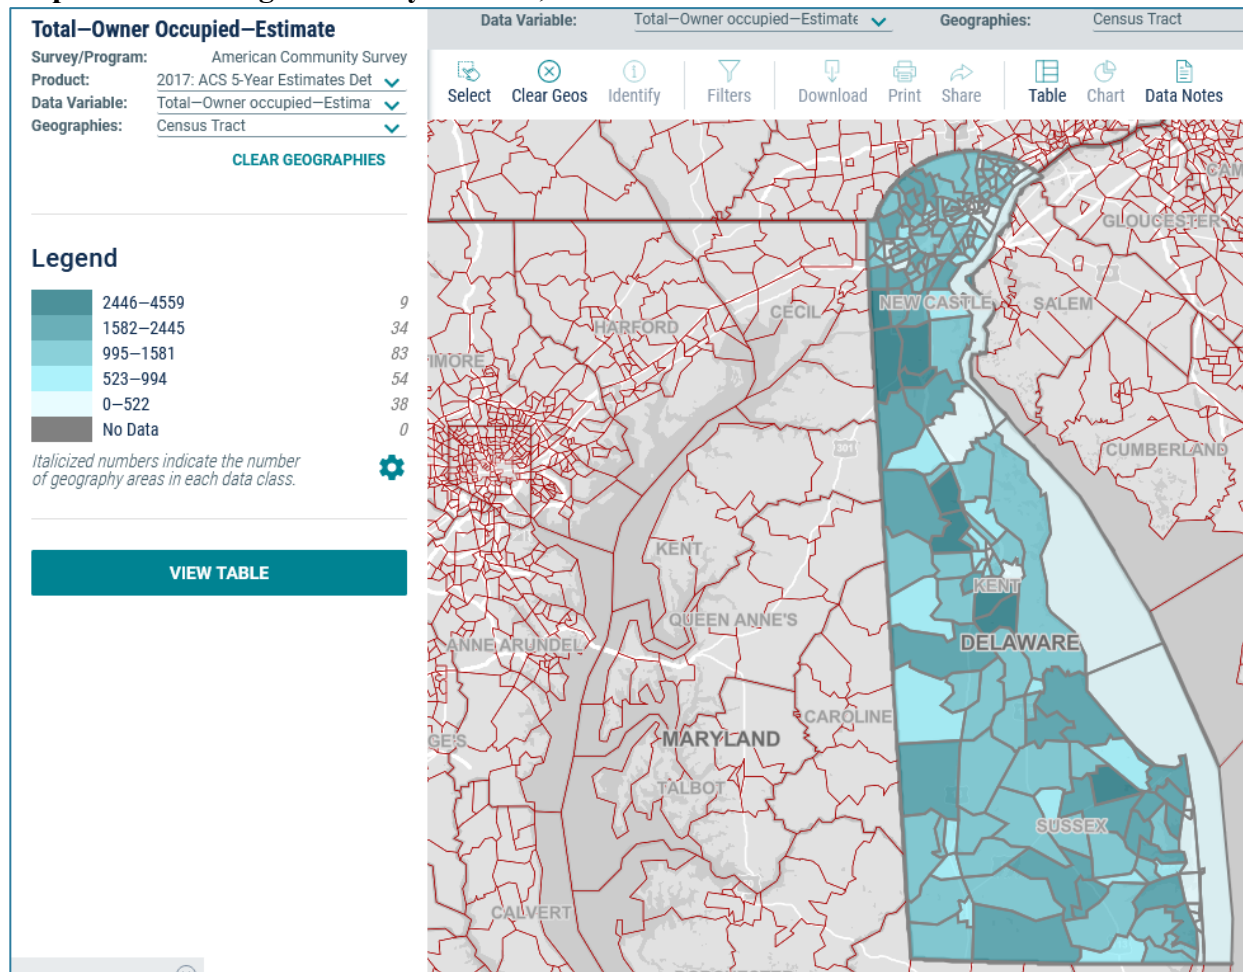 Total—Owner Occupied—Estimate
Survey/Program: American Community Survey
Product: 2017: ACS 5-Year Estimates Det
Data Variable: Total—Owner occupied—Estima
Geographies: Census Tract
CLEAR GEOGRAPHIES
Legend
2446—4559 9
1582—2445 34
995—1581 83
523—994 54
0—522 38
No Data 0
Italicized numbers indicate the number
of geography areas in each data class.
VIEW TABLE
Data Variable: Total—Owner occupied—Estimate Geographies: Census Tract
Select Clear Geos Identify Filters Download Print Share Table Chart Data Notes
CAM
GLOUCESTER
NEW CASTLE
SALEM
CECIL
HARFORD
IMORE
301
CUMBERLAND
KENT
KENT
QUEEN ANNE'S
ANNE ARUNDEL
DELAWARE
CAROLINE
GE'S
MARYLAND
TALBOT
SUSSEX
CALVERT